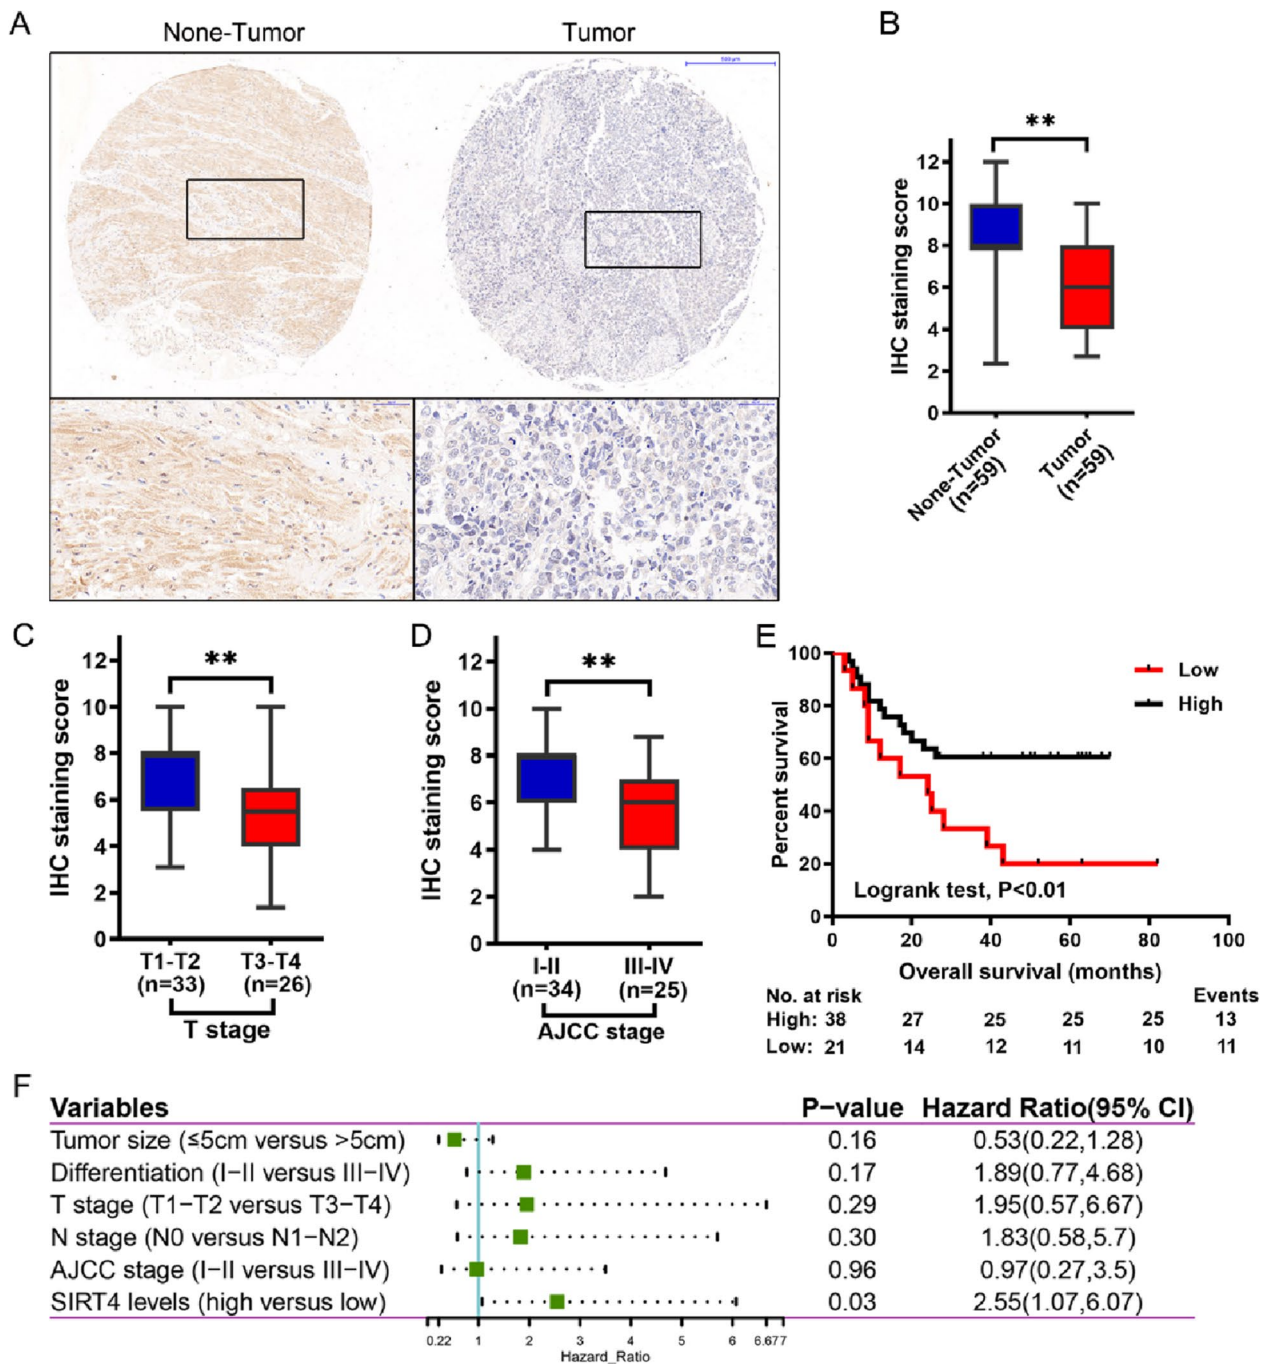 A
None-Tumor
Tumor
500μm
B
**
IHC staining score
12
10
8
6
4
2
0
None-Tumor
(n=59)
Tumor
(n=59)
C
**
IHC staining score
12
10
8
6
4
2
0
T1-T2
(n=33)
T3-T4
(n=26)
T stage
D
**
IHC staining score
12
10
8
6
4
2
0
I-II
(n=34)
III-IV
(n=25)
AJCC stage
E
Percent survival
100
80
60
40
20
0
Low
High
Logrank test, P<0.01
0 20 40 60 80 100
Overall survival (months)
No. at risk Events
High: 38 27 25 25 25 13
Low: 21 14 12 11 10 11
F
Variables P-value Hazard Ratio(95% CI)
Tumor size (≤5cm versus >5cm) 0.16 0.53(0.22,1.28)
Differentiation (I-II versus III-IV) 0.17 1.89(0.77,4.68)
T stage (T1-T2 versus T3-T4) 0.29 1.95(0.57,6.67)
N stage (N0 versus N1-N2) 0.30 1.83(0.58,5.7)
AJCC stage (I-II versus III-IV) 0.96 0.97(0.27,3.5)
SIRT4 levels (high versus low) 0.03 2.55(1.07,6.07)
0.22 1 2 3 4 5 6 6.677
Hazard_Ratio